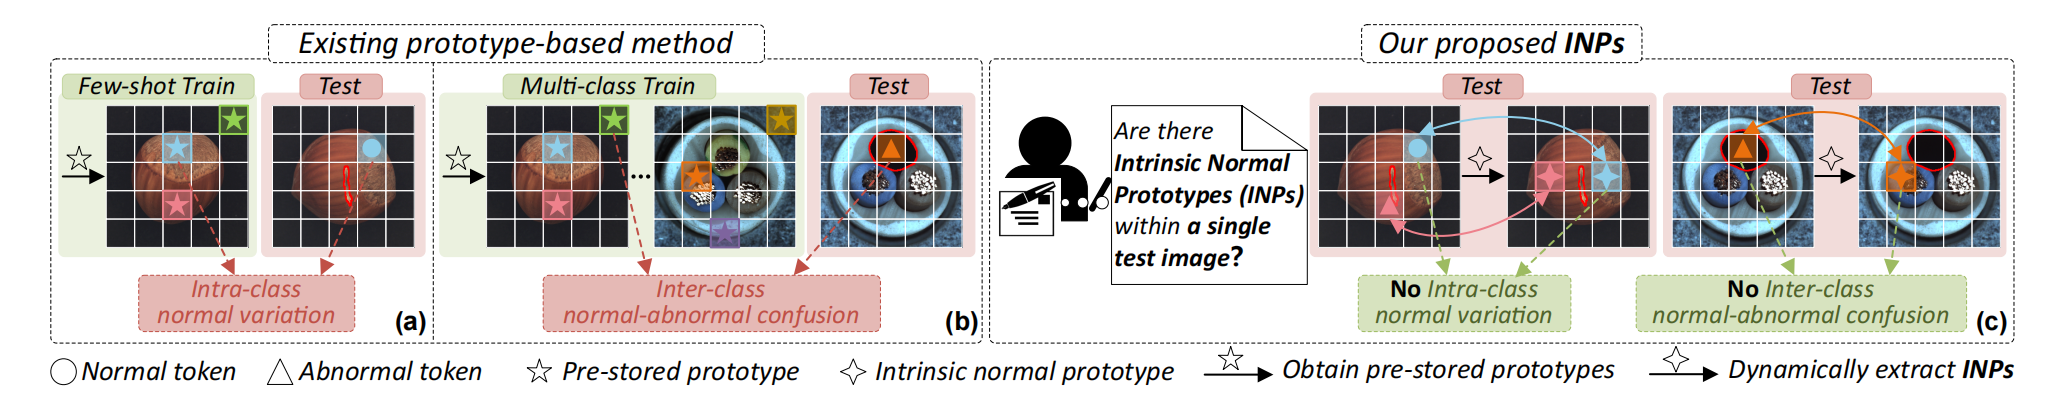 Existing prototype-based method
Few-shot Train
Test
Intra-class
normal variation
(a)
Multi-class Train
Test
Inter-class
normal-abnormal confusion
(b)
Our proposed INPs
Are there
Intrinsic Normal
Prototypes (INPs)
within a single
test image?
Test
Test
No Intra-class
normal variation
No Inter-class
normal-abnormal confusion
(c)
Normal token
Abnormal token
Pre-stored prototype
Intrinsic normal prototype
Obtain pre-stored prototypes
Dynamically extract INPs